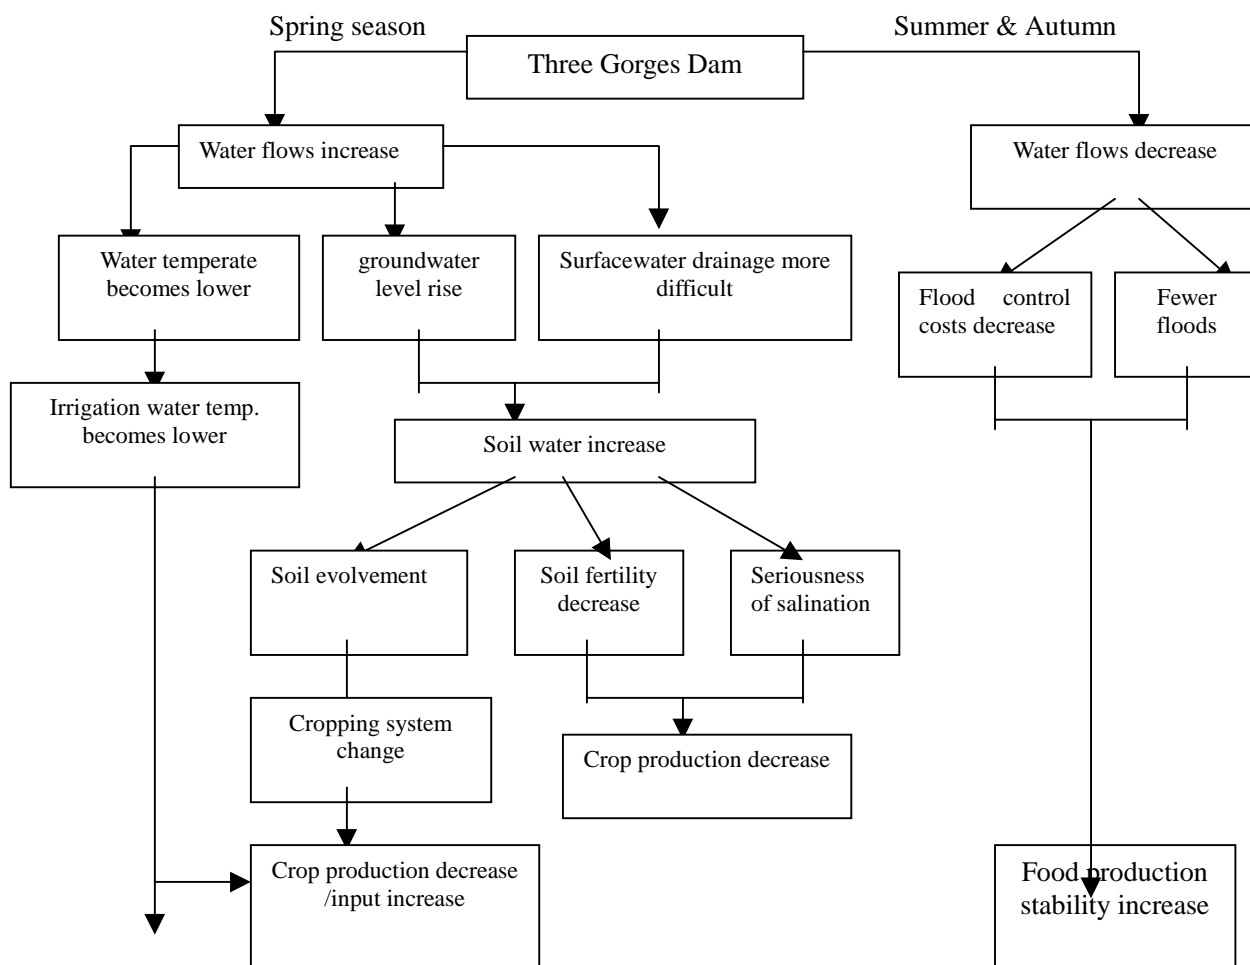 Spring season
Summer & Autumn
Three Gorges Dam
Water flows increase
Water flows decrease
Water temperate
becomes lower
groundwater
level rise
Surfacewater drainage more
difficult
Flood control
costs decrease
Fewer
floods
Irrigation water temp.
becomes lower
Soil water increase
Soil evolvement
Soil fertility
decrease
Seriousness
of salination
Cropping system
change
Crop production decrease
Crop production decrease
/input increase
Food production
stability increase